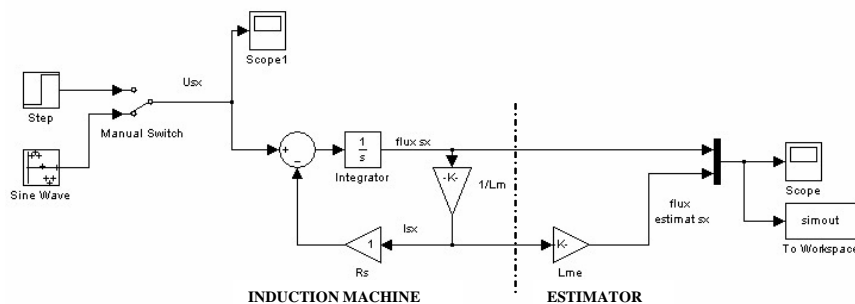 Usx
Scope1
Step
Manual Switch
Sine Wave
+
−
1
s
Integrator
flux sx
-K-
1/Lm
Isx
1
Rs
K-
Lme
flux
estimat sx
Scope
simout
To Workspace
INDUCTION MACHINE
ESTIMATOR